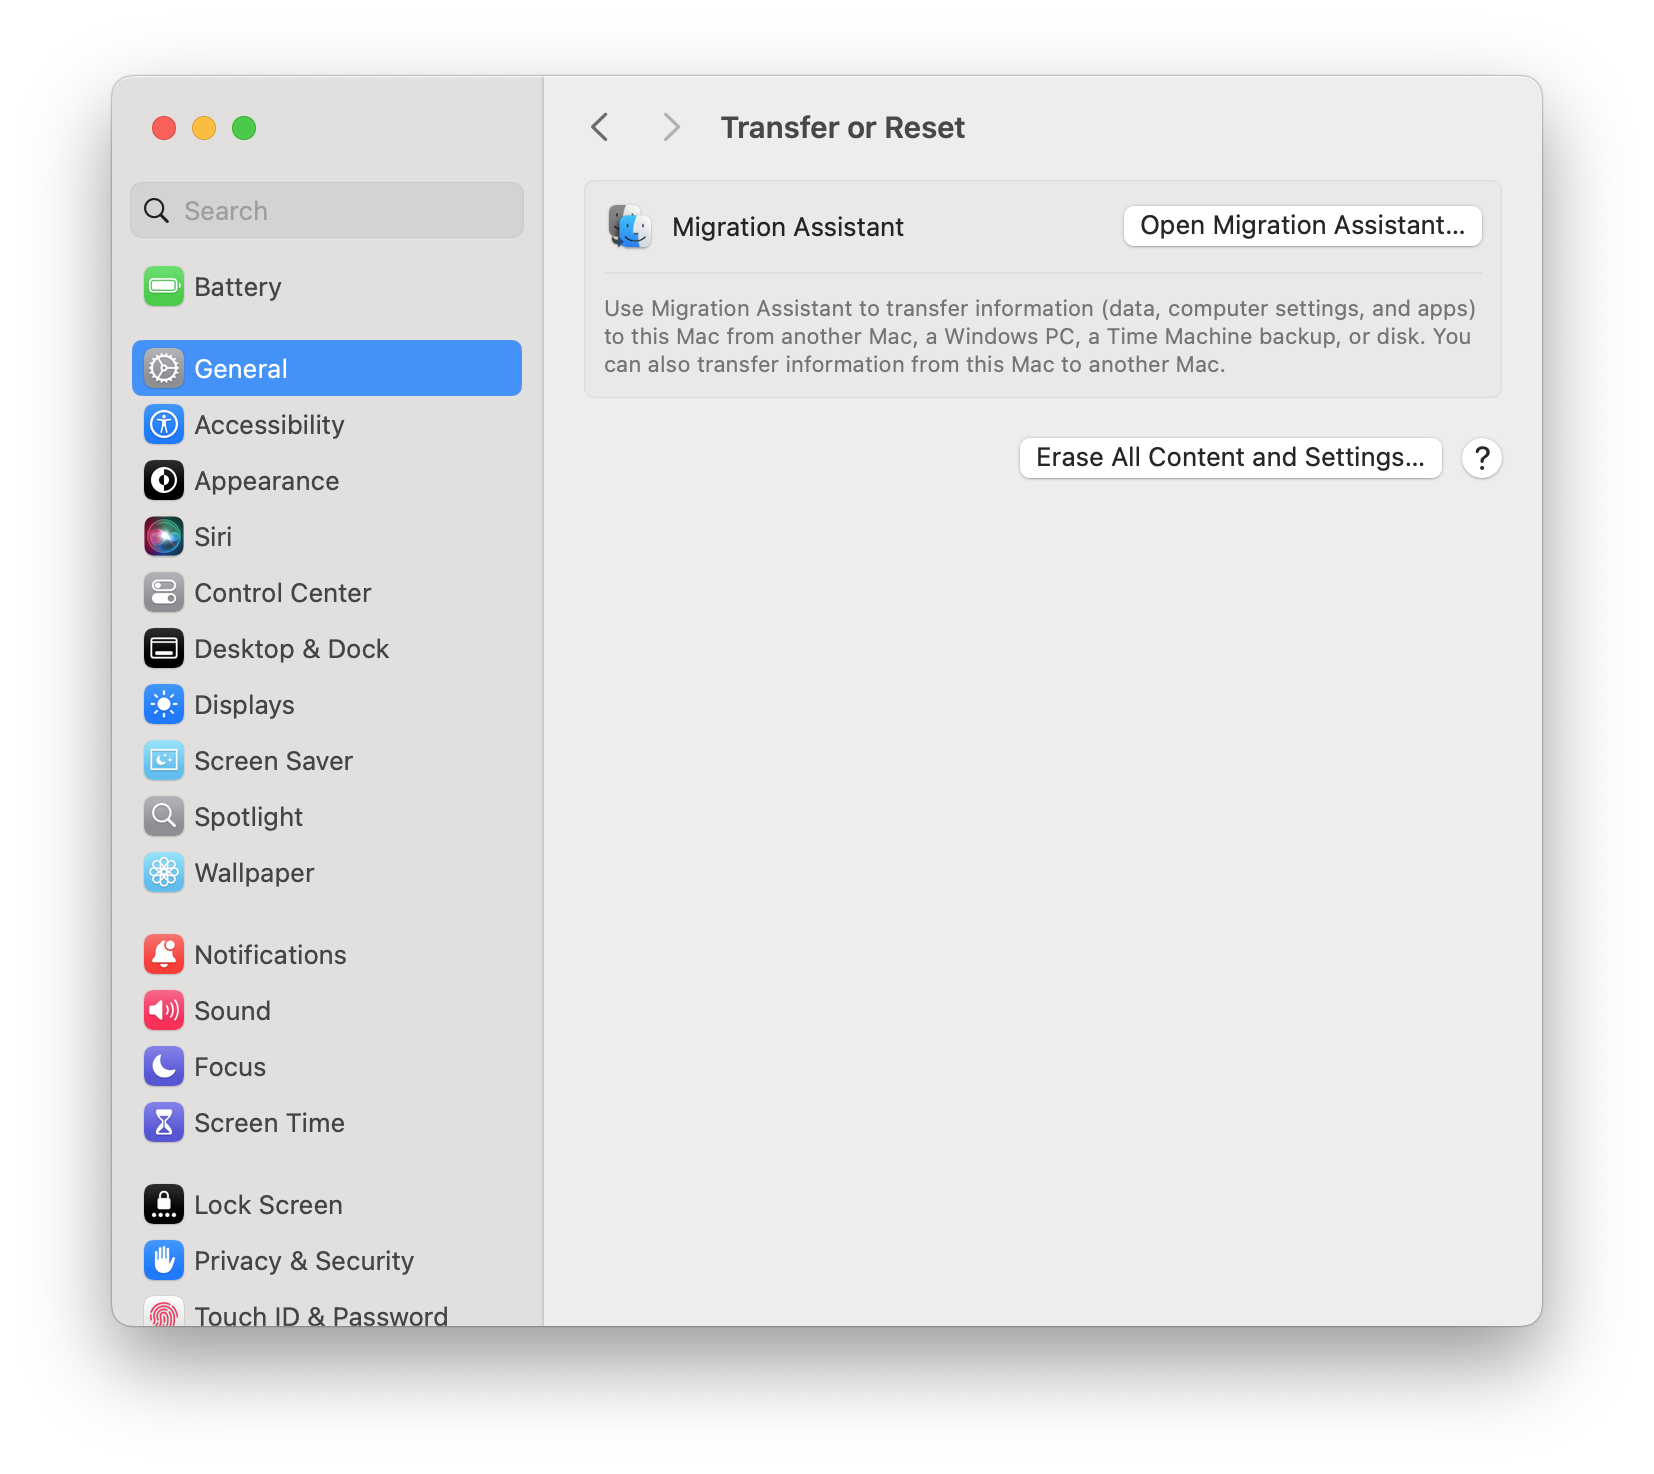 Transfer or Reset
Search
Battery
General
Accessibility
Appearance
Siri
Control Center
Desktop & Dock
Displays
Screen Saver
Spotlight
Wallpaper
Notifications
Sound
Focus
Screen Time
Lock Screen
Privacy & Security
Touch ID & Password
Migration Assistant
Open Migration Assistant...
Use Migration Assistant to transfer information (data, computer settings, and apps)
to this Mac from another Mac, a Windows PC, a Time Machine backup, or disk. You
can also transfer information from this Mac to another Mac.
Erase All Content and Settings...
?